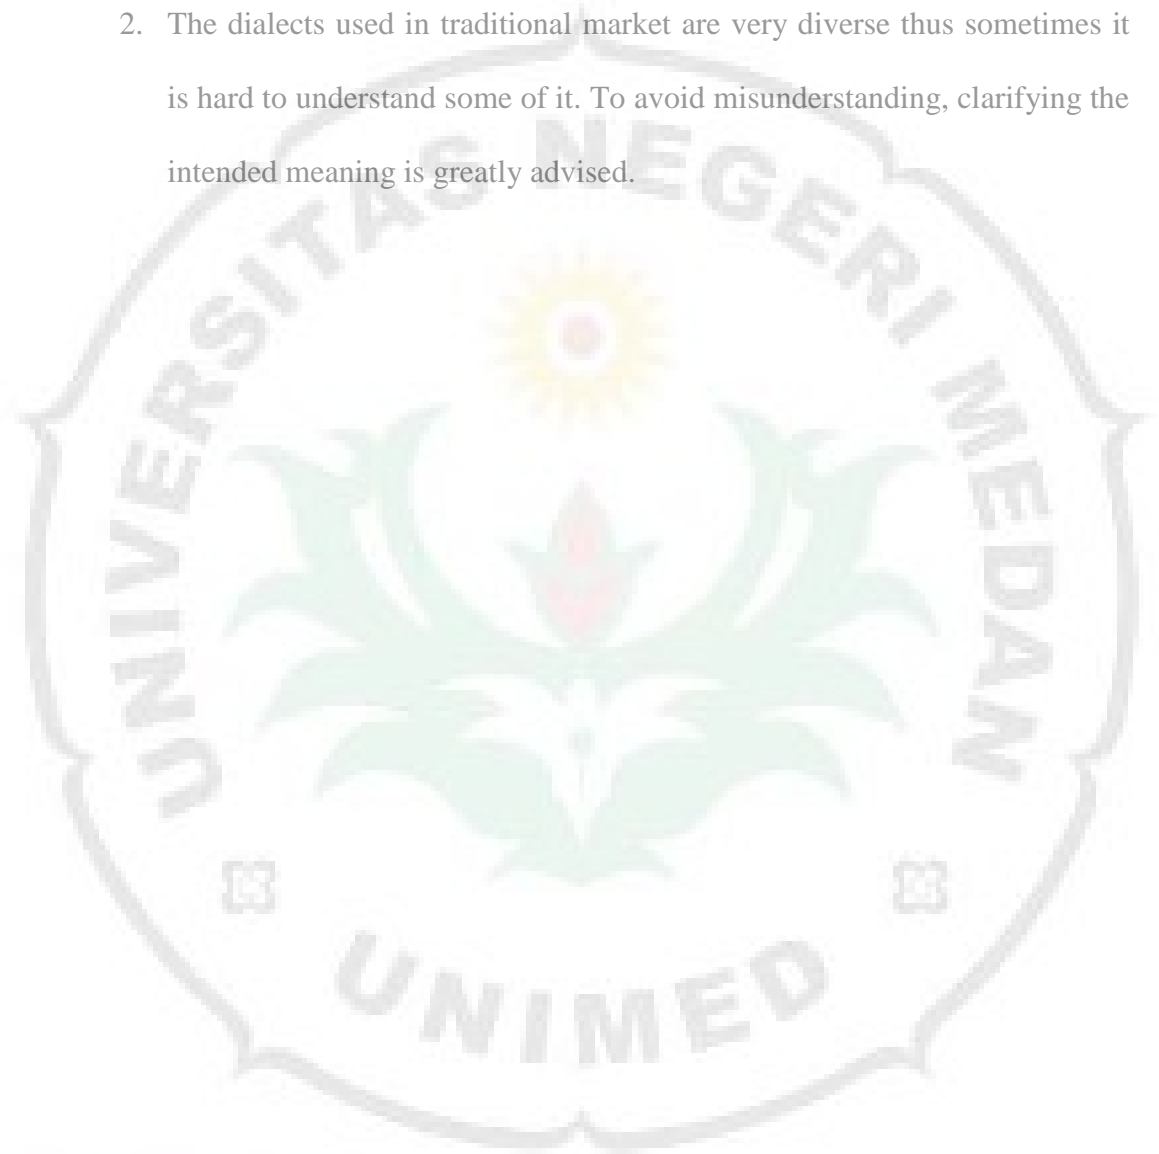 2. The dialects used in traditional market are very diverse thus sometimes it
is hard to understand some of it. To avoid misunderstanding, clarifying the
intended meaning is greatly advised.
UNIVERSITAS NEGERI MEDAN
UNIMED